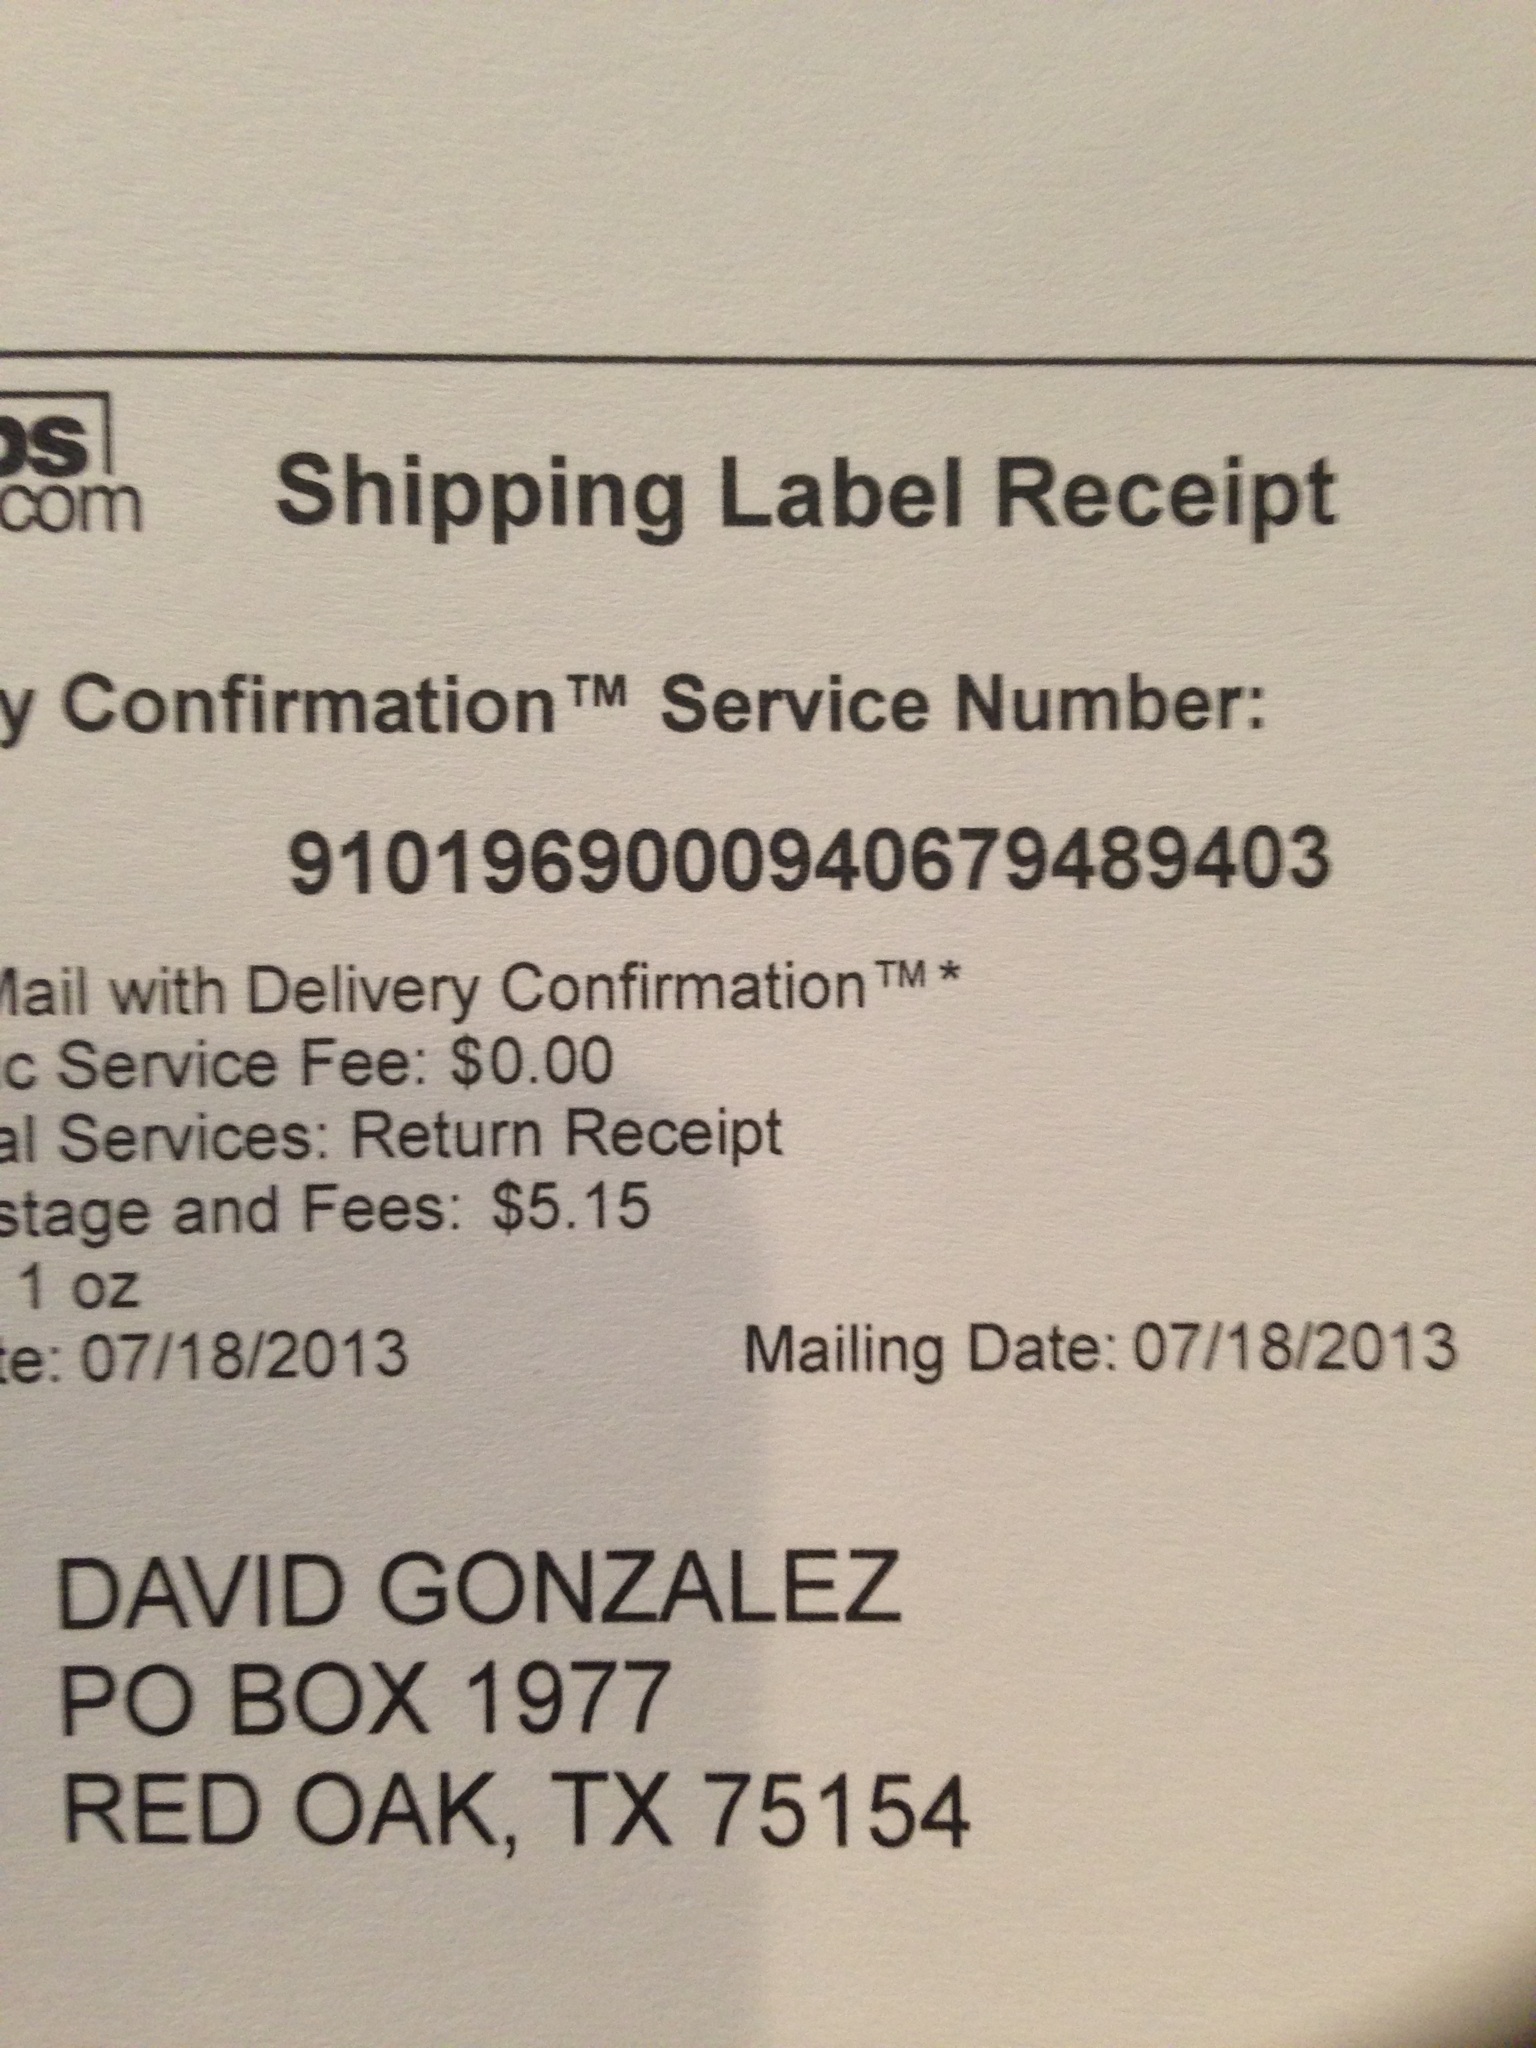 ps
.com
Shipping Label Receipt
y Confirmation™ Service Number:
9101969000940679489403
Mail with Delivery Confirmation™*
ic Service Fee: $0.00
al Services: Return Receipt
stage and Fees: $5.15
1 oz
te: 07/18/2013 Mailing Date: 07/18/2013
DAVID GONZALEZ
PO BOX 1977
RED OAK, TX 75154